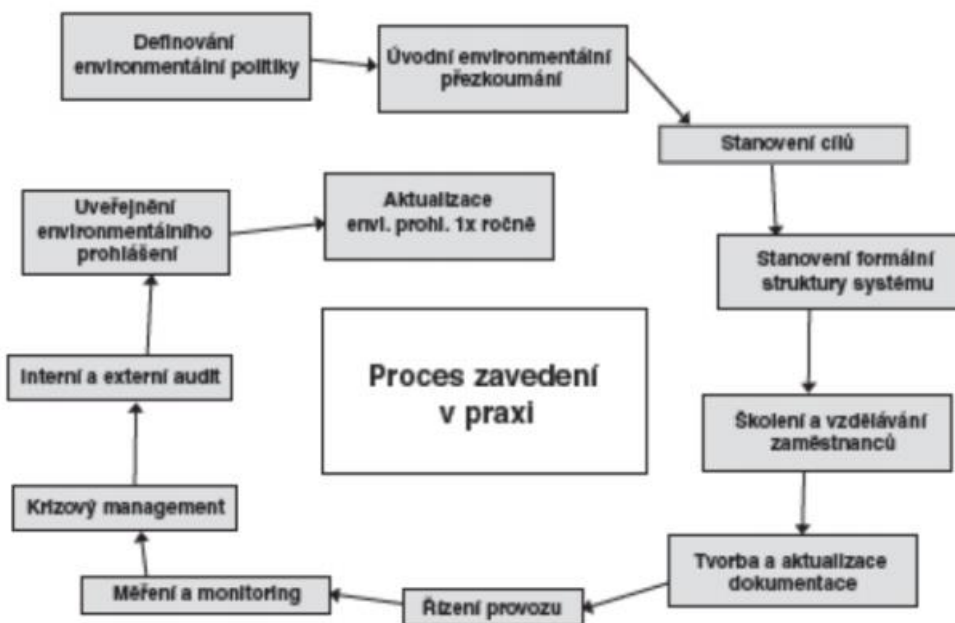 Definování
environmentální politiky
Úvodní environmentální
přezkoumání
Stanovení cílů
Stanovení formální
struktury systému
Školení a vzdělávání
zaměstnanců
Tvorba a aktualizace
dokumentace
Řízení provozu
Měření a monitoring
Krizový management
Interní a externí audit
Uveřejnění
environmentálního
prohlášení
Aktualizace
envi. prohl. 1x ročně
Proces zavedení
v praxi